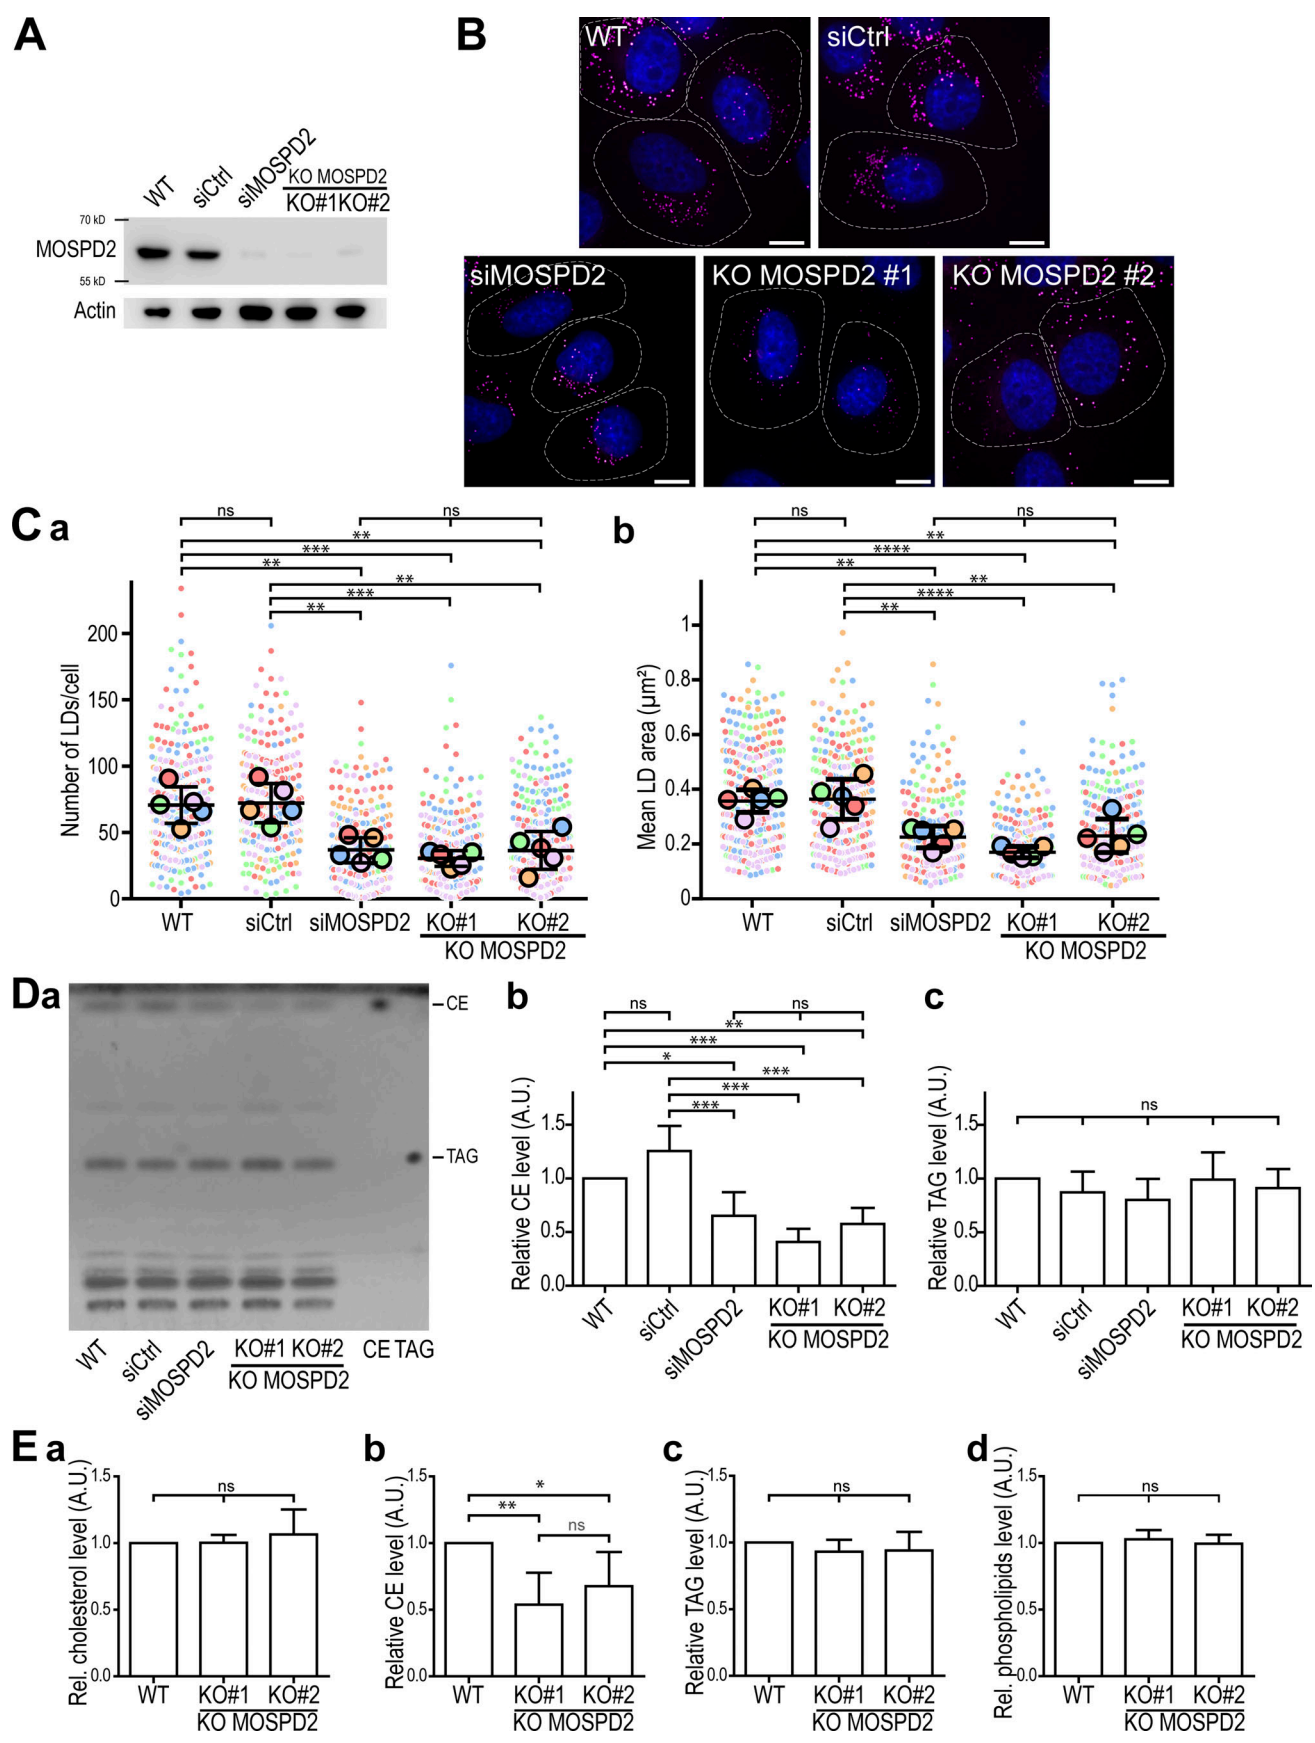 A
WT
siCtrl
siMOSPD2
KO MOSPD2
KO#1 KO#2
70 kD
MOSPD2
55 kD
Actin
B
WT
siCtrl
siMOSPD2
KO MOSPD2 #1
KO MOSPD2 #2
C a
ns
ns
**
***
**
**
***
**
Number of LDs/cell
200
150
100
50
0
WT
siCtrl
siMOSPD2
KO#1
KO#2
KO MOSPD2
b
ns
ns
**
****
**
**
****
**
Mean LD area (µm²)
1
0.8
0.6
0.4
0.2
0
WT
siCtrl
siMOSPD2
KO#1
KO#2
KO MOSPD2
Da
CE
TAG
WT
siCtrl
siMOSPD2
KO#1 KO#2
KO MOSPD2
CE TAG
b
ns
ns
**
***
*
***
***
***
Relative CE level (A.U.)
1.5
1.0
0.5
0.0
WT
siCtrl
siMOSPD2
KO#1
KO#2
KO MOSPD2
c
ns
Relative TAG level (A.U.)
1.5
1.0
0.5
0.0
WT
siCtrl
siMOSPD2
KO#1
KO#2
KO MOSPD2
E a
ns
Rel. cholesterol level (A.U.)
1.5
1.0
0.5
0.0
WT
KO#1
KO#2
KO MOSPD2
b
*
**
ns
Relative CE level (A.U.)
1.5
1.0
0.5
0.0
WT
KO#1
KO#2
KO MOSPD2
c
ns
Relative TAG level (A.U.)
1.5
1.0
0.5
0.0
WT
KO#1
KO#2
KO MOSPD2
d
ns
Rel. phospholipids level (A.U.)
1.5
1.0
0.5
0.0
WT
KO#1
KO#2
KO MOSPD2